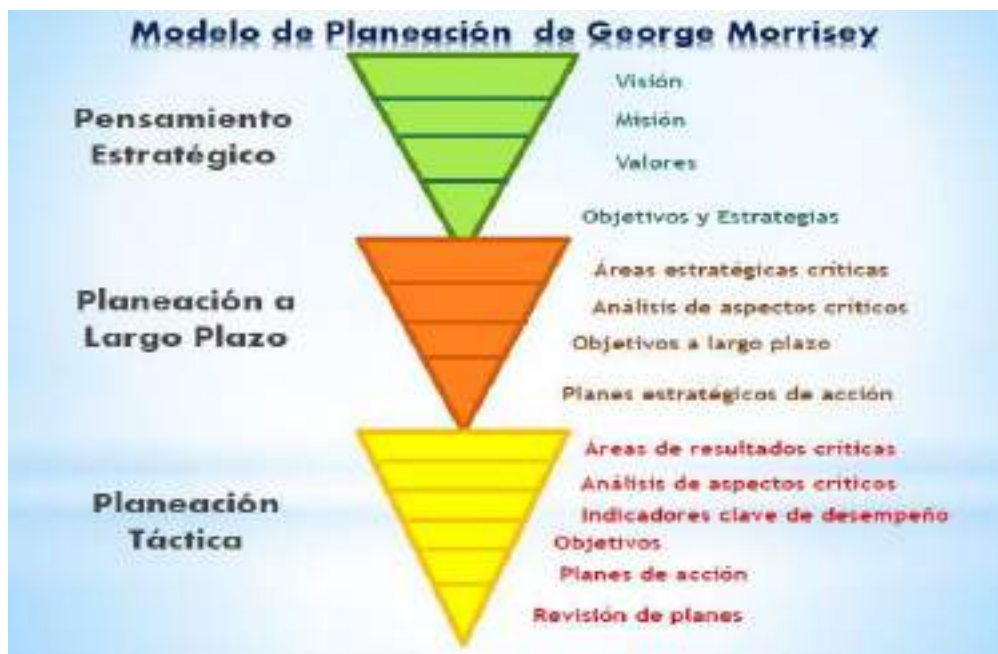 Modelo de Planeación de George Morrisey
Pensamiento
Estratégico
Visión
Misión
Valores
Objetivos y Estrategias
Planeación a
Largo Plazo
Áreas estratégicas críticas
Análisis de aspectos críticos
Objetivos a largo plazo
Planes estratégicos de acción
Planeación
Táctica
Áreas de resultados críticas
Análisis de aspectos críticos
Indicadores clave de desempeño
Objetivos
Planes de acción
Revisión de planes